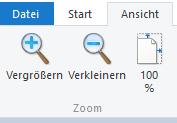 Datei Start Ansicht
Vergrößern Verkleinern 100
%
Zoom